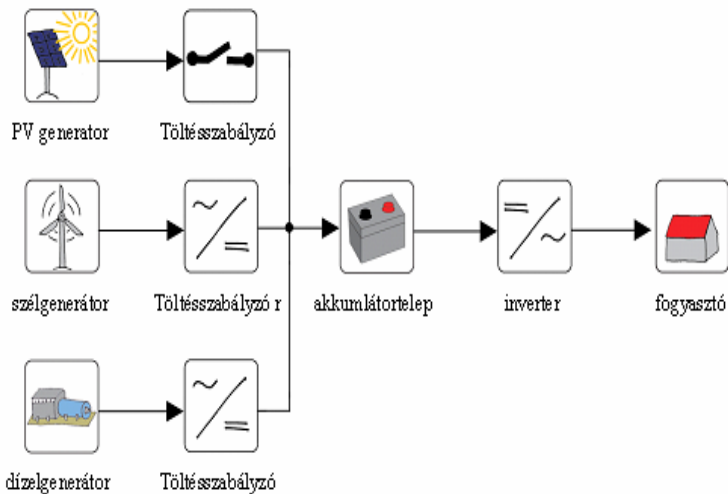 PV generator
Töltésszabályzó
szélgenerátor
Töltésszabályzó r
akkumlátortelep
inverter
fogyasztó
dízelgenerátor
Töltésszabályzó